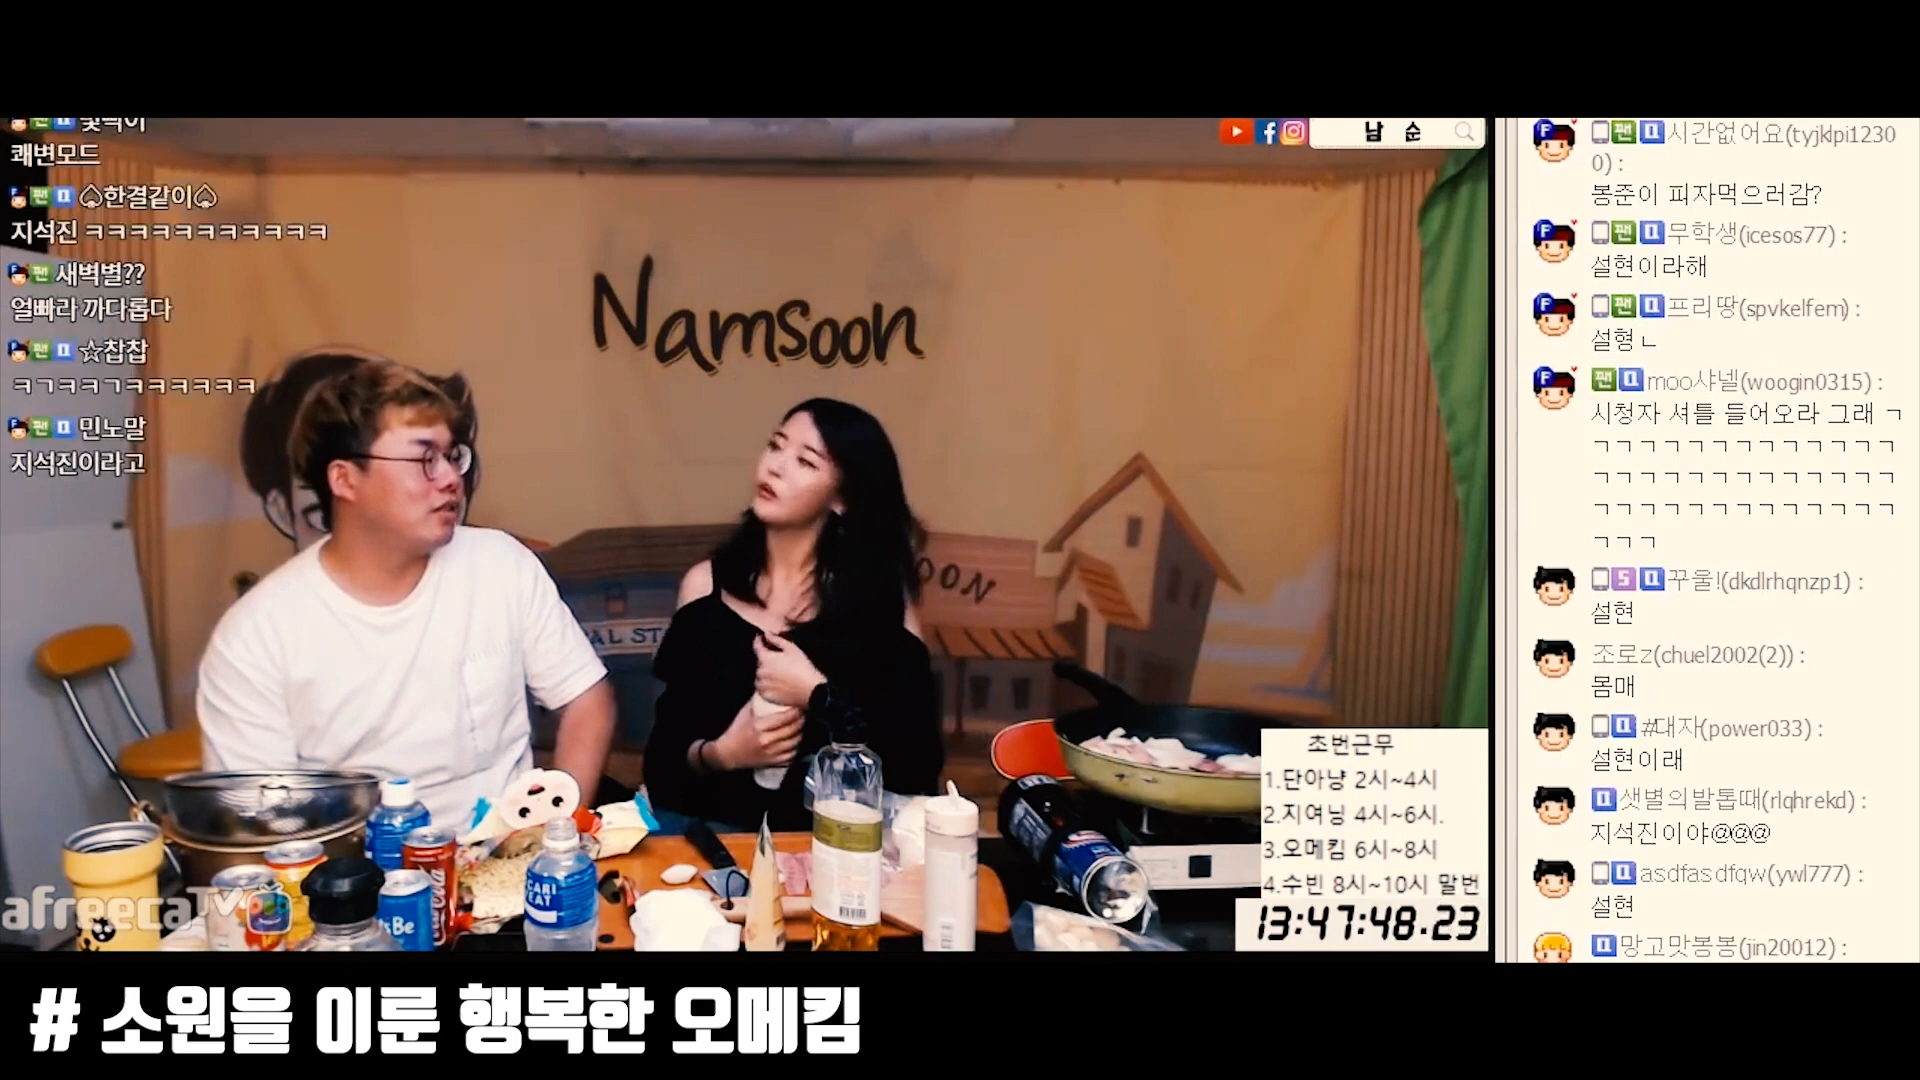 쾌변모드
♤한결같이♤
지석진 ㅋㅋㅋㅋㅋㅋㅋㅋㅋㅋㅋ
새벽별??
얼빠라 까다롭다
☆찹찹
ㅋㄱㅋㅋㄱㅋㅋㅋㅋㅋㅋ
민노말
지석진이라고
남 순
Namsoon
OON
AL ST
초번근무
1.단아냥 2시~4시
2.지여닝 4시~6시.
3.오메킴 6시~8시
4.수빈 8시~10시 말번
13:47:48.23
afreecaTV
시간없어요(tyjklpi1230
0) :
봉준이 피자먹으러감?
무학생(icesos77) :
설현이라해
프리땅(spvkelfem) :
설형ㄴ
moo샤넬(woogin0315) :
시청자 셔틀 들어오라 그래 ㄱ
ㄱㄱㄱㄱㄱㄱㄱㄱㄱㄱㄱㄱㄱ
ㄱㄱㄱㄱㄱㄱㄱㄱㄱㄱㄱㄱㄱ
ㄱㄱㄱㄱㄱㄱㄱㄱㄱㄱㄱㄱㄱ
ㄱㄱㄱ
꾸울!(dkdlrhqnzp1) :
설현
조로z(chuel2002(2)) :
몸매
#대자(power033) :
설현이래
샛별의발톱때(rlqhrekd) :
지석진이야@@@
asdfasdfqw(ywl777) :
설현
망고맛봉봉(jin20012) :
# 소원을 이룬 행복한 오메킴